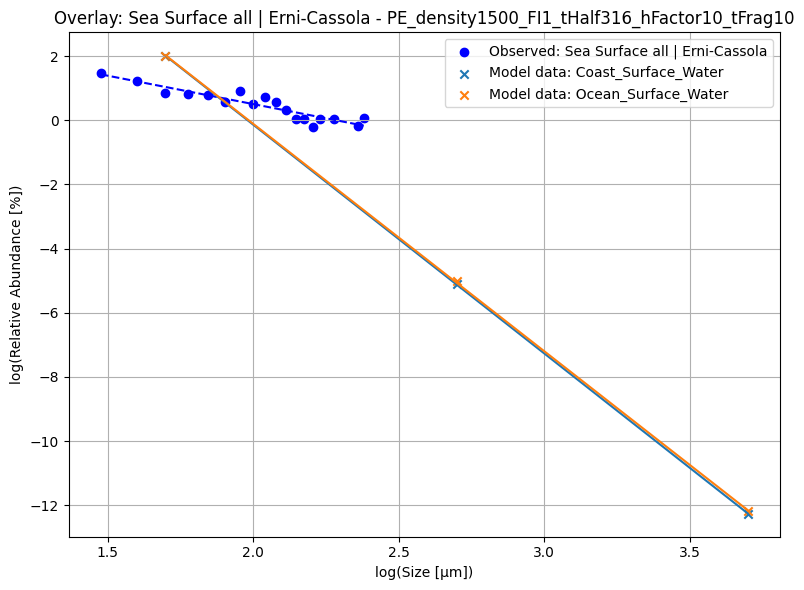 Overlay: Sea Surface all | Erni-Cassola - PE_density1500_FI1_tHalf316_hFactor10_tFrag10
Observed: Sea Surface all | Erni-Cassola
Model data: Coast_Surface_Water
Model data: Ocean_Surface_Water
log(Relative Abundance [%])
2
0
−2
−4
−6
−8
−10
−12
1.5 2.0 2.5 3.0 3.5
log(Size [µm])